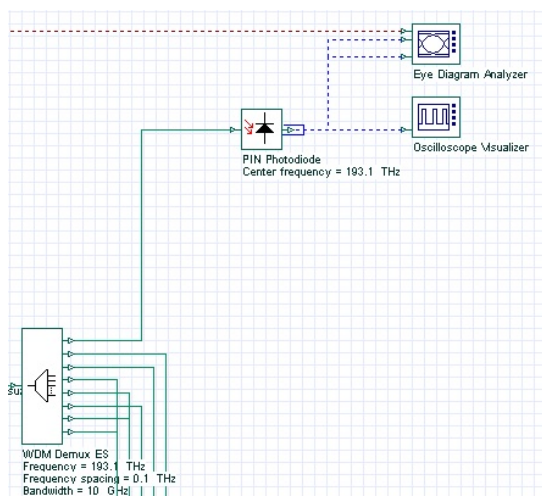 Eye Diagram Analyzer
Oscilloscope Visualizer
PIN Photodiode
Center frequency = 193.1 THz
WDM Demux ES
Frequency = 193.1 THz
Frequency spacing = 0.1 THz
Bandwidth = 10 GHz